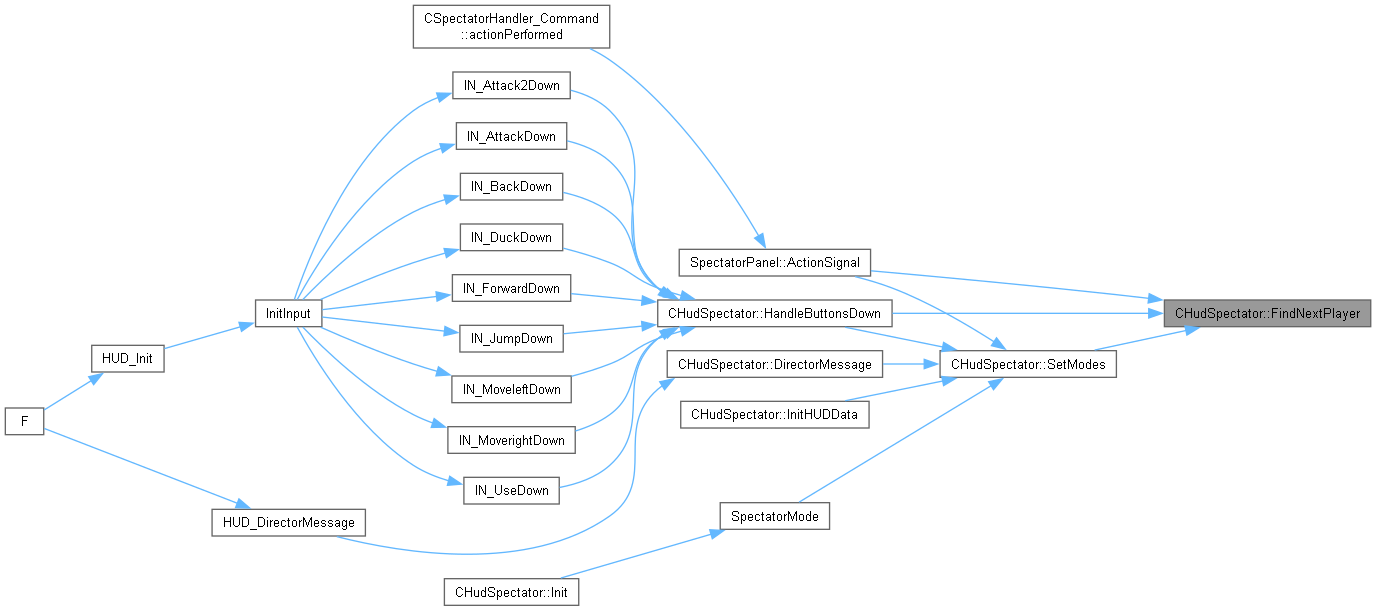 CSpectatorHandler_Command
::actionPerformed
IN_Attack2Down
IN_AttackDown
IN_BackDown
IN_DuckDown
SpectatorPanel::ActionSignal
IN_ForwardDown
InitInput
CHudSpectator::HandleButtonsDown
CHudSpectator::FindNextPlayer
IN_JumpDown
HUD_Init
CHudSpectator::DirectorMessage
CHudSpectator::SetModes
IN_MoveleftDown
CHudSpectator::InitHUDData
F
IN_MoverightDown
IN_UseDown
HUD_DirectorMessage
SpectatorMode
CHudSpectator::Init